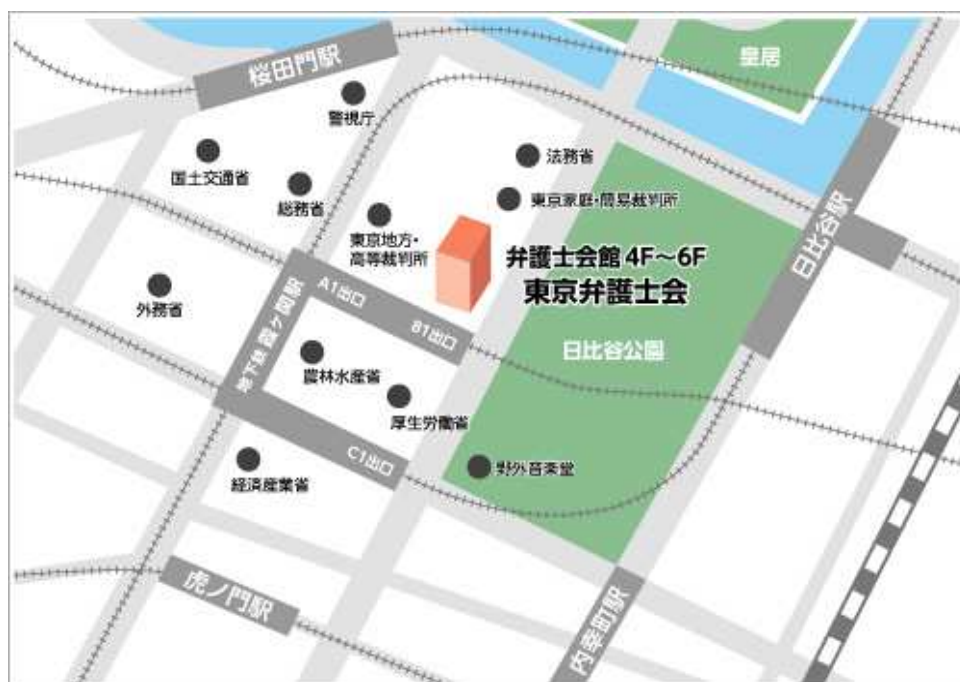 皇居
桜田門駅
警視庁
法務省
国土交通省
総務省
東京家庭・簡易裁判所
東京地方・
高等裁判所
日比谷駅
弁護士会館 4F～6F
東京弁護士会
外務省
A1出口
B1出口
地下鉄 霞ヶ関駅
日比谷公園
農林水産省
厚生労働省
C1出口
野外音楽堂
経済産業省
虎ノ門駅
内幸町駅